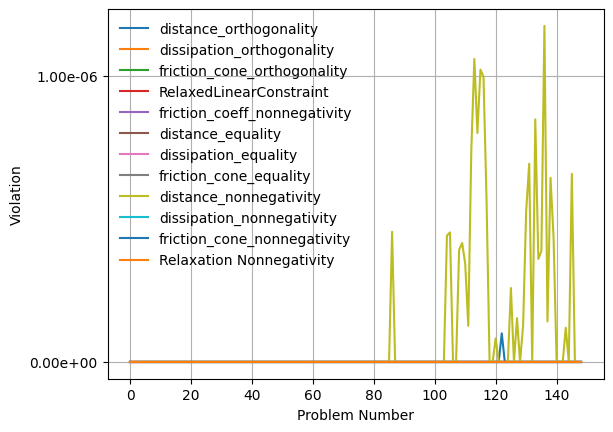 distance_orthogonality
dissipation_orthogonality
friction_cone_orthogonality
RelaxedLinearConstraint
friction_coeff_nonnegativity
distance_equality
dissipation_equality
friction_cone_equality
distance_nonnegativity
dissipation_nonnegativity
friction_cone_nonnegativity
Relaxation Nonnegativity
1.00e-06
0.00e+00
Violation
0 20 40 60 80 100 120 140
Problem Number